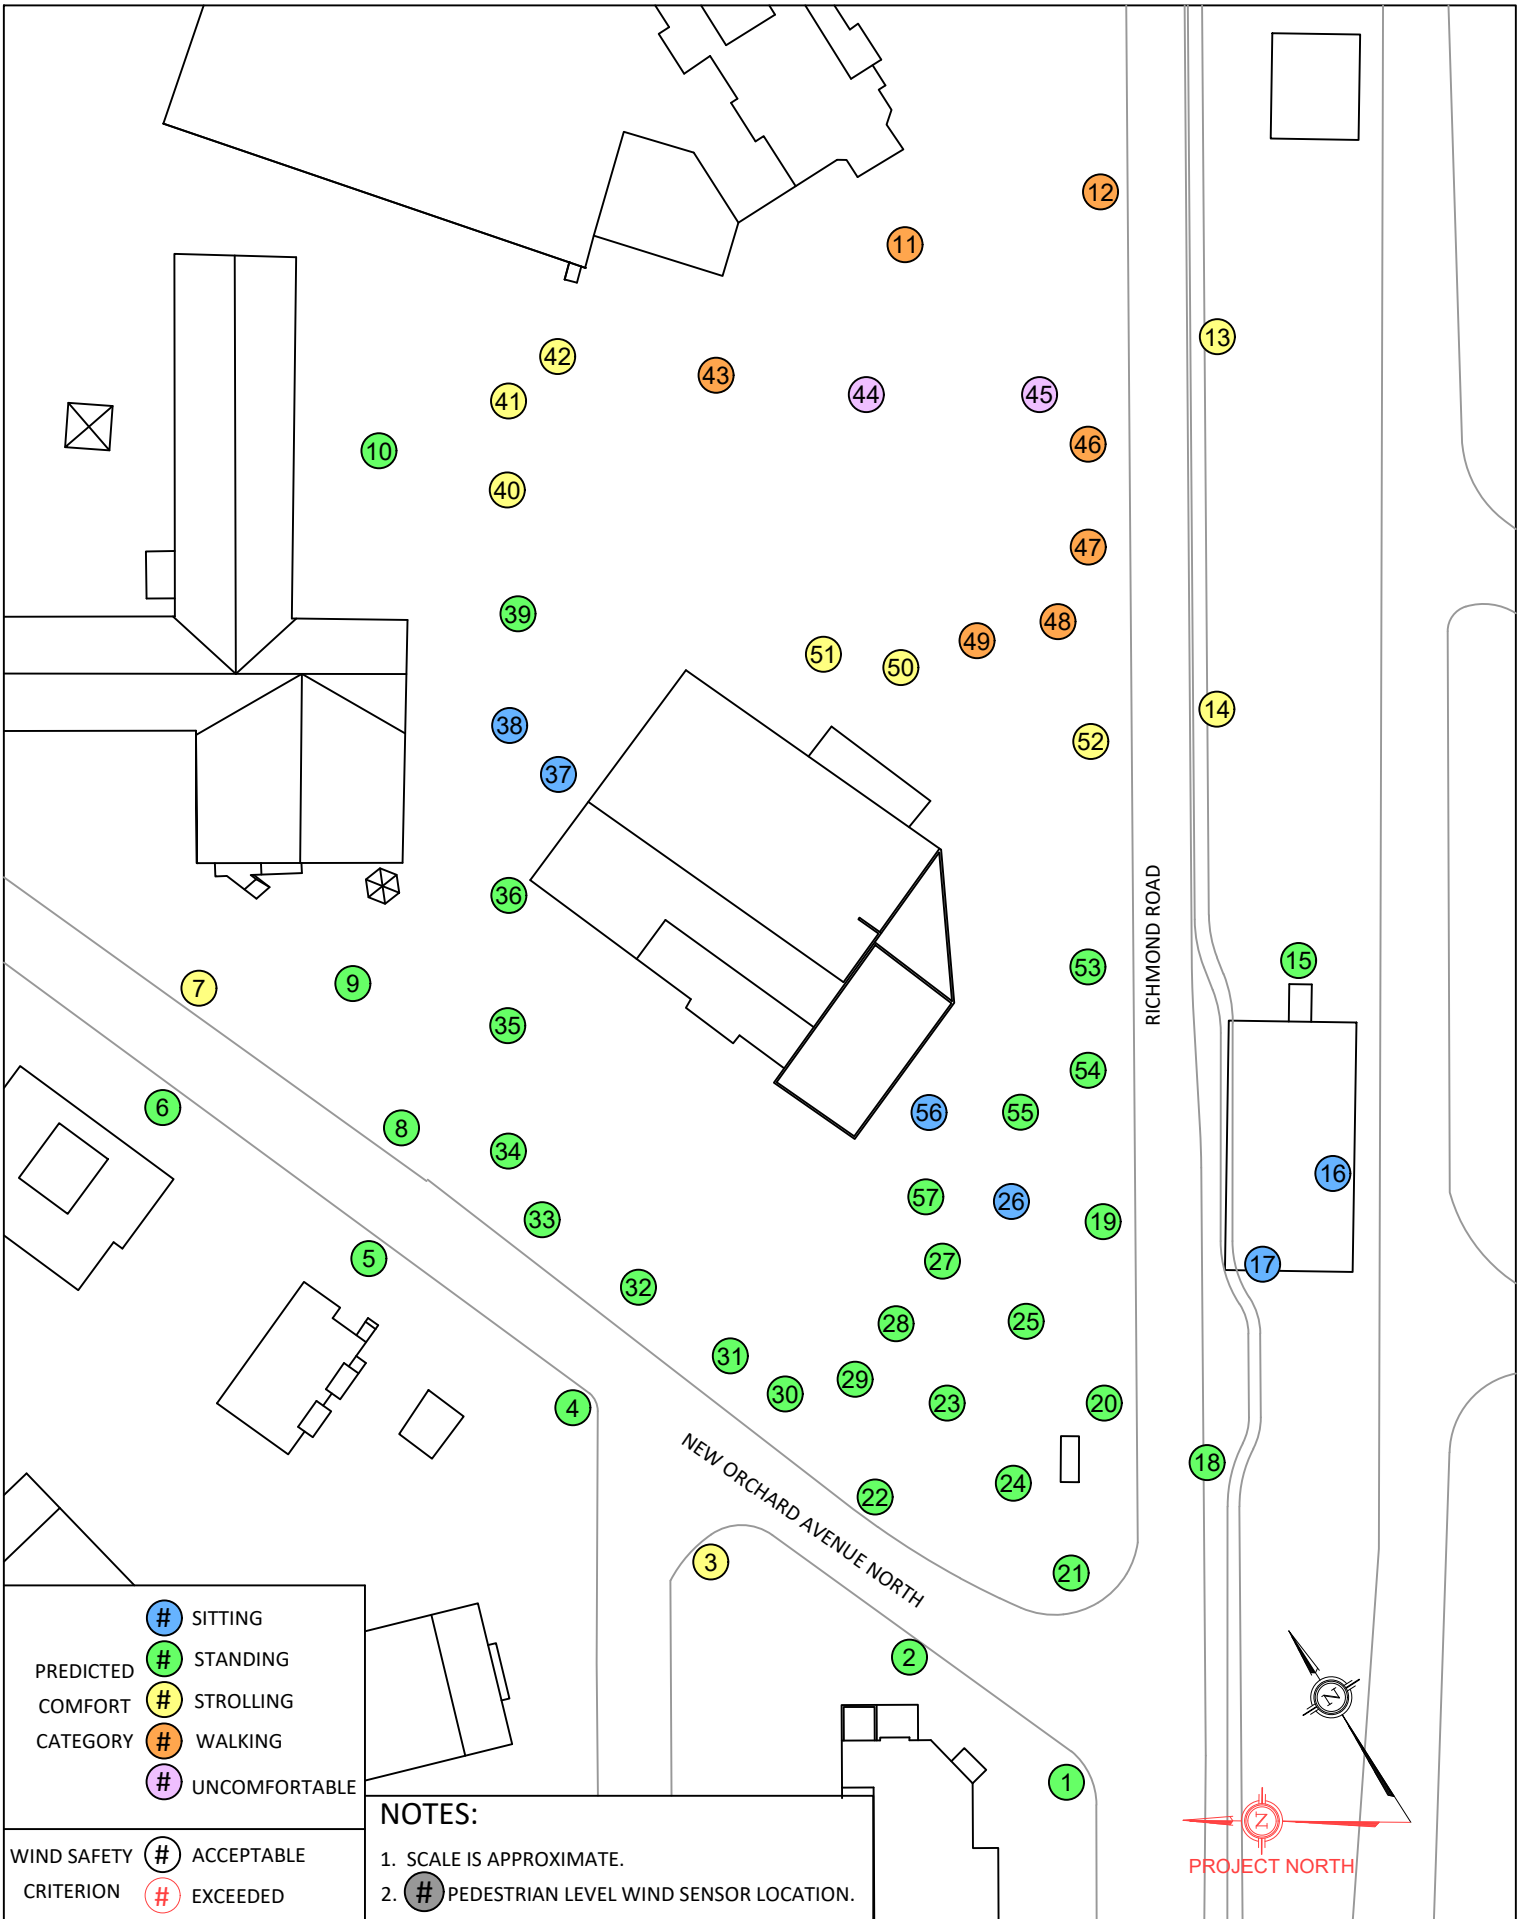 12
11
13
42
43
44
45
41
46
10
40
47
39
48
49
51
50
14
38
52
37
RICHMOND ROAD
36
15
53
7
9
35
54
6
56
55
8
34
16
57
26
33
19
5
27
17
32
28
25
31
29
30
23
20
4
NEW ORCHARD AVENUE NORTH
18
24
22
3
21
2
1
PREDICTED
COMFORT
CATEGORY
# SITTING
# STANDING
# STROLLING
# WALKING
# UNCOMFORTABLE
WIND SAFETY
CRITERION
# ACCEPTABLE
# EXCEEDED
NOTES:
1. SCALE IS APPROXIMATE.
2. # PEDESTRIAN LEVEL WIND SENSOR LOCATION.
N
N
PROJECT NORTH